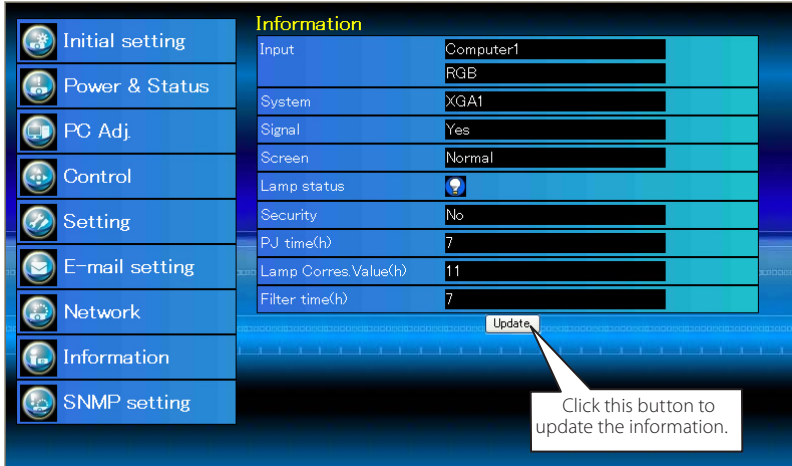 Initial setting
Power & Status
PC Adj.
Control
Setting
E-mail setting
Network
Information
SNMP setting
Information
Input Computer1
RGB
System XGA1
Signal Yes
Screen Normal
Lamp status
Security No
PJ time(h) 7
Lamp Corres.Value(h) 11
Filter time(h) 7
Update
Click this button to
update the information.